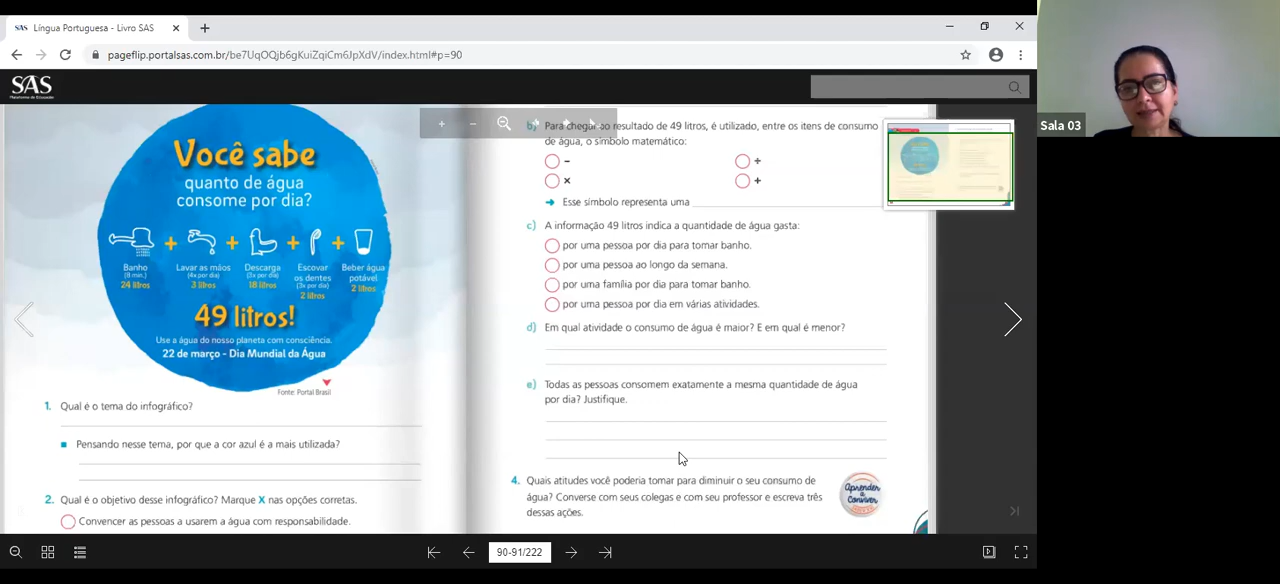 Língua Portuguesa - Livro SAS
pageflip.portalsas.com.br/be7UqOQjb6gKuiZqiCm6JpXdV/index.html#p=90
SAS
Plataforma de Educação
Sala 03
Você sabe
quanto de água
consome por dia?
+ + + +
Banho
(8 min.)
24 litros
Lavar as mãos
(4x por dia)
3 litros
Descarga
(3x por dia)
18 litros
Escovar
os dentes
(3x por dia)
2 litros
Beber água
potável
2 litros
49 litros!
Use a água do nosso planeta com consciência.
22 de março - Dia Mundial da Água
Fonte: Portal Brasil
1. Qual é o tema do infográfico?
Pensando nesse tema, por que a cor azul é a mais utilizada?
2. Qual é o objetivo desse infográfico? Marque X nas opções corretas.
Convencer as pessoas a usarem a água com responsabilidade.
b) Para chegar ao resultado de 49 litros, é utilizado, entre os itens de consumo
de água, o símbolo matemático:
–
×
Esse símbolo representa uma
c) A informação 49 litros indica a quantidade de água gasta:
por uma pessoa por dia para tomar banho.
por uma pessoa ao longo da semana.
por uma família por dia para tomar banho.
por uma pessoa por dia em várias atividades.
d) Em qual atividade o consumo de água é maior? E em qual é menor?
e) Todas as pessoas consomem exatamente a mesma quantidade de água
por dia? Justifique.
4. Quais atitudes você poderia tomar para diminuir o seu consumo de
água? Converse com seus colegas e com seu professor e escreva três
dessas ações.
Aprender
a
Conviver
90-91/222